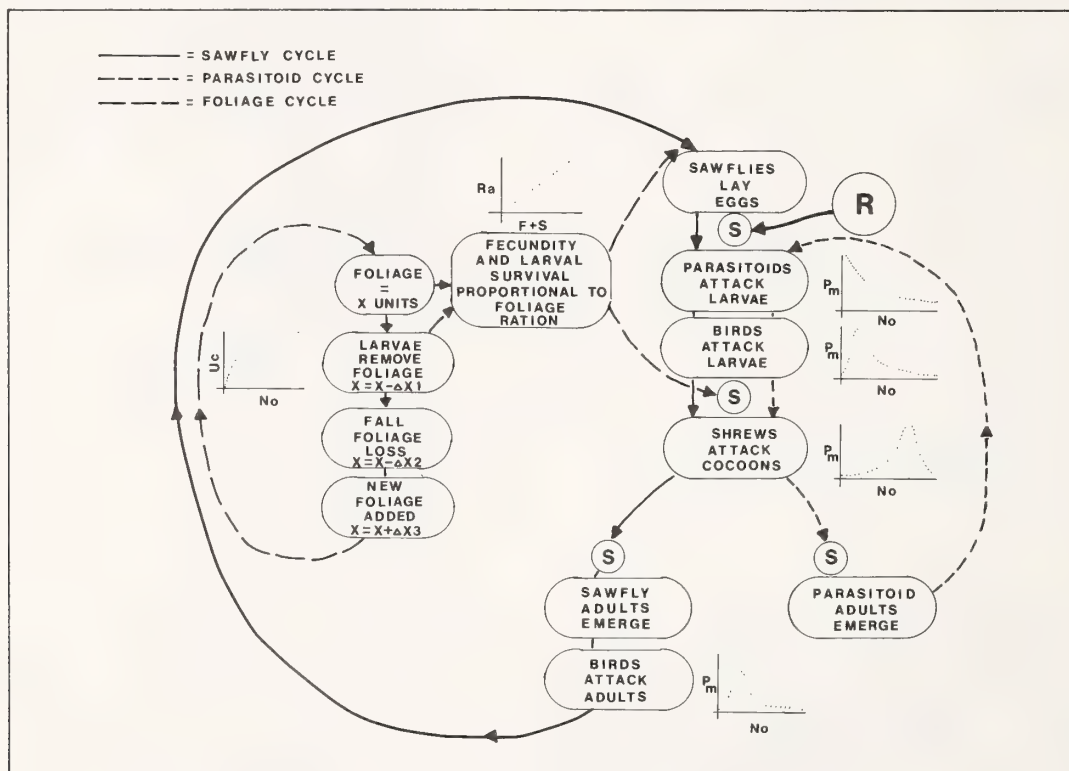 = SAWFLY CYCLE
= PARASITOID CYCLE
= FOLIAGE CYCLE
Ra
F+S
FECUNDITY
AND LARVAL
SURVIVAL
PROPORTIONAL TO
FOLIAGE
RATION
FOLIAGE
=
X UNITS
LARVAE
REMOVE
FOLIAGE
X=X-△X1
Uc
No
FALL
FOLIAGE
LOSS
X=X-△X2
NEW
FOLIAGE
ADDED
X=X+△X3
SAWFLIES
LAY
EGGS
S
R
PARASITOIDS
ATTACK
LARVAE
Pm
No
BIRDS
ATTACK
LARVAE
Pm
No
S
SHREWS
ATTACK
COCOONS
Pm
No
S
SAWFLY
ADULTS
EMERGE
S
PARASITOID
ADULTS
EMERGE
BIRDS
ATTACK
ADULTS
Pm
No